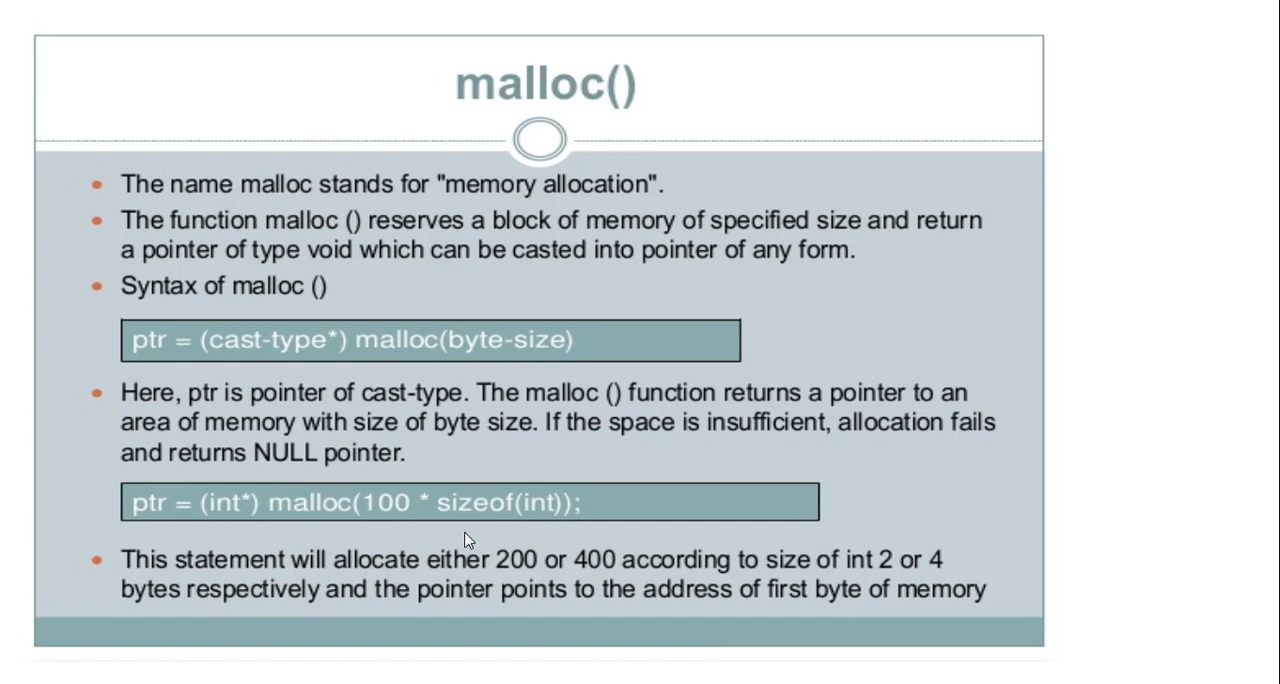 malloc()
The name malloc stands for "memory allocation".
The function malloc () reserves a block of memory of specified size and return
a pointer of type void which can be casted into pointer of any form.
Syntax of malloc ()
ptr = (cast-type*) malloc(byte-size)
Here, ptr is pointer of cast-type. The malloc () function returns a pointer to an
area of memory with size of byte size. If the space is insufficient, allocation fails
and returns NULL pointer.
ptr = (int*) malloc(100 * sizeof(int));
This statement will allocate either 200 or 400 according to size of int 2 or 4
bytes respectively and the pointer points to the address of first byte of memory